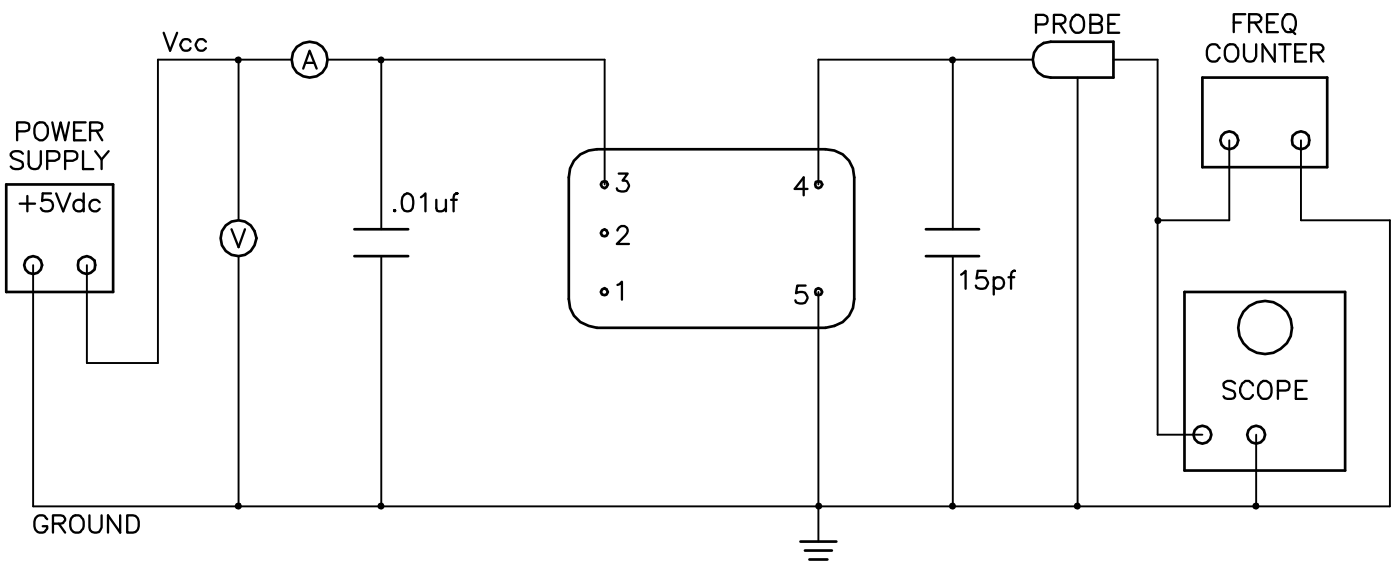 Vcc
A
POWER
SUPPLY
+5Vdc
V
.01uf
3
2
1
4
5
15pf
PROBE
FREQ
COUNTER
SCOPE
GROUND